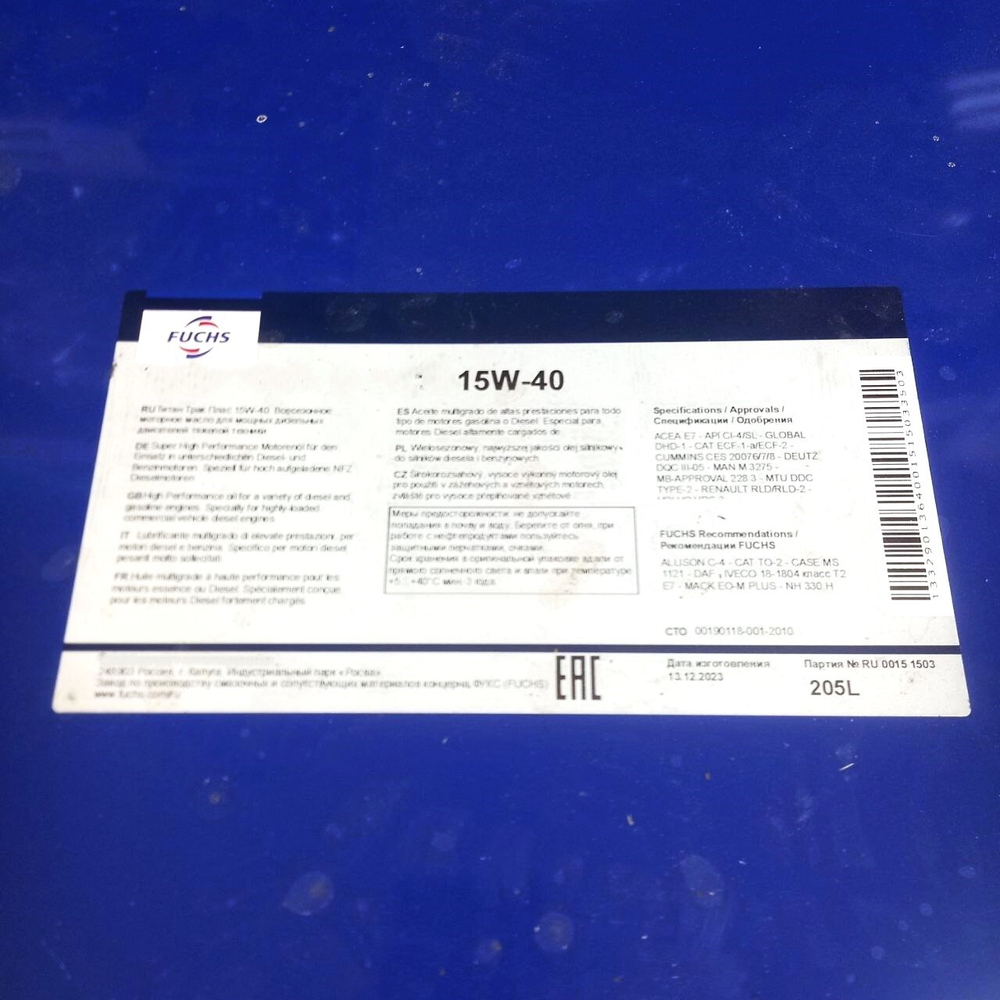 FUCHS
15W-40
RU Титан Трак Плюс 15W-40 Всесезонное
моторное масло для мощных дизельных
двигателей тяжелой техники
DE Super High Performance Motorenöl für den
Einsatz in unterschiedlichen Diesel- und
Benzinmotoren. Speziell für hoch aufgeladene NFZ
Dieselmotoren
GB High Performance oil for a variety of diesel and
gasoline engines. Specially for highly-loaded
commercial vehicle diesel engines
IT Lubrificante multigrado di elevate prestazioni, per
motori diesel e benzina. Specifico per motori diesel
pesanti molto sollecitati
FR Huile multigrade à haute performance pour les
moteurs essence ou Diesel. Spécialement conçue
pour les moteurs Diesel fortement chargés
ES Aceite multigrado de altas prestaciones para todo
tipo de motores gasolina o Diesel. Especial para
motores Diesel altamente cargados
PL Wielosezonowy, najwyższej jakości olej silnikowy
do silników diesela i benzynowych
CZ Širokorozsahový, vysoce výkonný motorový olej
pro použití v zážehových a vznětových motorech,
zvláště pro vysoce přeplňované vznětové
Меры предосторожности: не допускайте
попадания в почву и воду. Берегите от огня, при
работе с нефтепродуктами пользуйтесь
защитными перчатками, очками.
Срок хранения в оригинальной упаковке вдали от
прямого солнечного света и влаги при температуре
+5...+40°C мин. 3 года.
Specifications / Approvals /
Спецификации / Одобрения
ACEA E7 - API CI-4/SL - GLOBAL
DHD-1 - CAT ECF-1-a/ECF-2 -
CUMMINS CES 20076/7/8 - DEUTZ
DQC III-05 - MAN M 3275 -
MB-APPROVAL 228.3 - MTU DDC
TYPE-2 - RENAULT RLD/RLD-2 -
FUCHS Recommendations /
Рекомендации FUCHS
ALLISON C-4 - CAT TO-2 - CASE MS
1121 - DAF , IVECO 18-1804 класс T2
E7 - MACK EO-M PLUS - NH 330 H
СТО 00190118-001-2010
1332901364001515033503
Россия, г. Калуга, Индустриальный парк «Росва»
Завод по производству смазочных и сопутствующих материалов концерна ФУКС (FUCHS)
www.fuchs.com/ru
EAC
Дата изготовления
13.12.2023
Партия № RU 0015 1503
205L